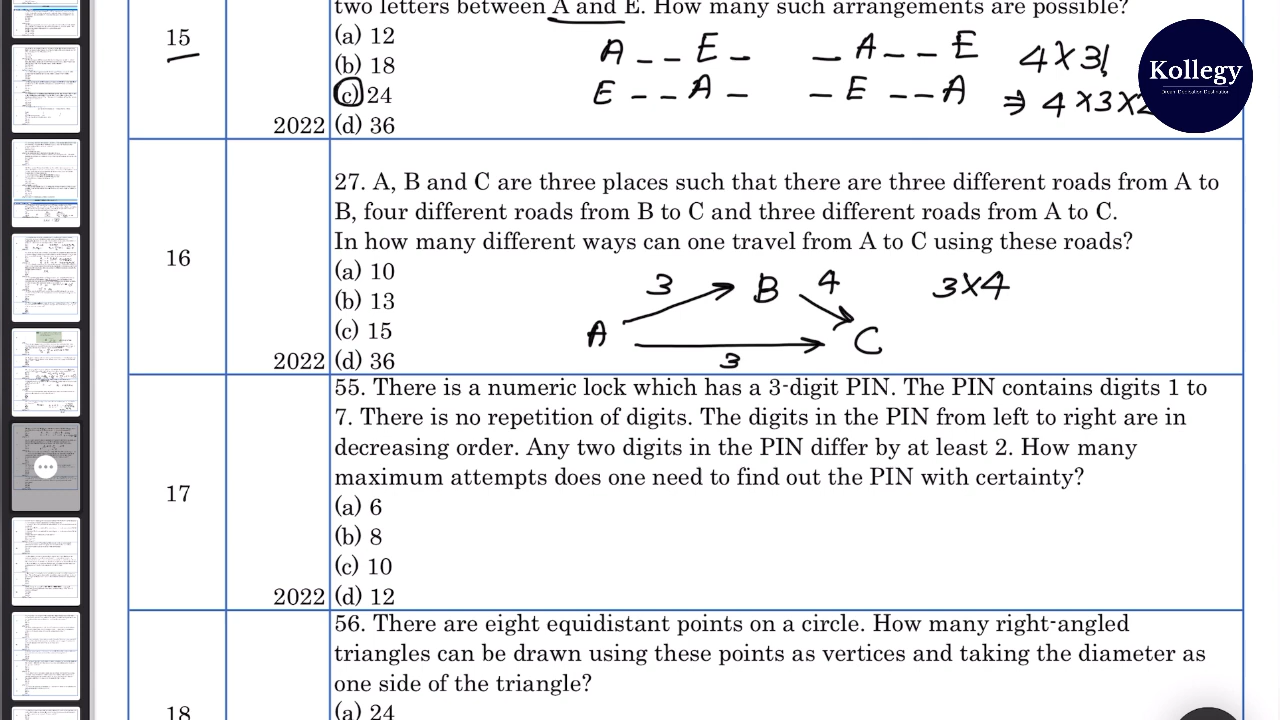 two letters between A and E. How many such arrangements are possible?
15
(a) 12
(b) 18
(c) 24
2022 (d) 36
A _ _ E _ _ A _ _ E 4 X 3!
E _ _ A _ _ E _ _ A ⇒ 4 X 3 X 2
Kollegy
16
27. A, B and C are three places such that there are three different roads from A to
B, four different roads from B to C and three different roads from A to C.
In how many different ways can one travel from A to C using these roads?
(a) 10
(b) 13
(c) 15
2022 (d) 36
3 B 4 3X4
A C
3
17
55. There is a numeric lock which has a 3-digit PIN. The PIN contains digits 1 to
7. There is no repetition of digits. The digits in the PIN from left to right are in
decreasing order. Any two digits in the PIN differ by at least 2. How many
maximum attempts does one need to find out the PIN with certainty?
(a) 6
(b) 8
(c) 10
2022 (d) 12
18
56. There are eight equidistant points on a circle. How many right-angled
triangles can be drawn using these points as vertices and taking the diameter as
one side of the triangle?
(a) 24